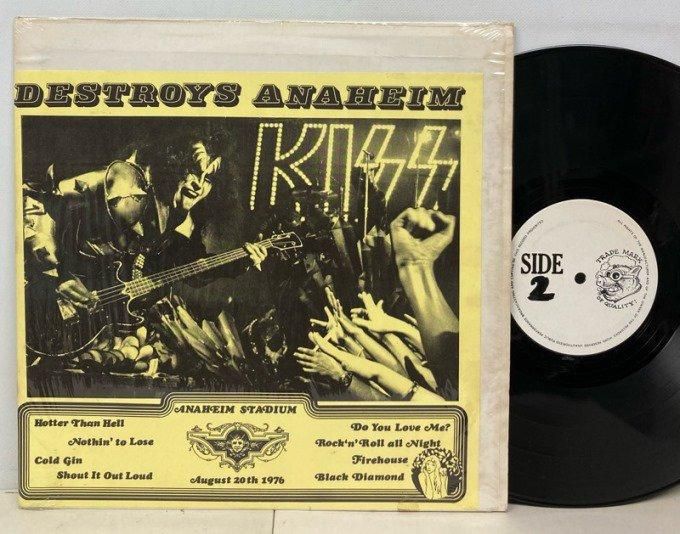 DESTROYS ANAHEIM
KISS
ANAHEIM STADIUM
Hotter Than Hell
Nothin' to Lose
Cold Gin
Shout It Out Loud
August 20th 1976
Do You Love Me?
Rock'n'Roll all Night
Firehouse
Black Diamond
SIDE
2
TRADE MARK
OF QUALITY